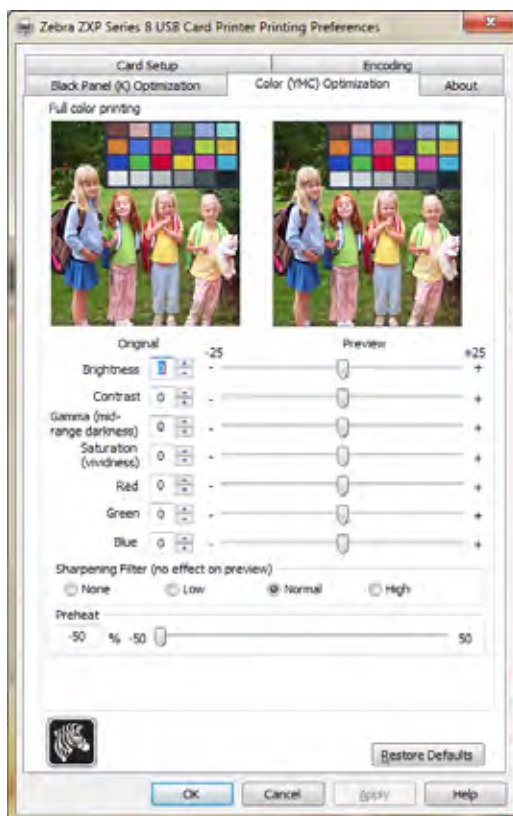 Zebra ZXP Series 8 USB Card Printer Printing Preferences
Card Setup Encoding
Black Panel (K) Optimization Color (YMC) Optimization About
Full color printing
Original Preview
-25 +25
Brightness 0 - +
Contrast 0 - +
Gamma (mid-
range darkness) 0 - +
Saturation
(vividness) 0 - +
Red 0 - +
Green 0 - +
Blue 0 - +
Sharpening Filter (no effect on preview)
None Low Normal High
Preheat
-50 % -50 50
Restore Defaults
OK Cancel Apply Help